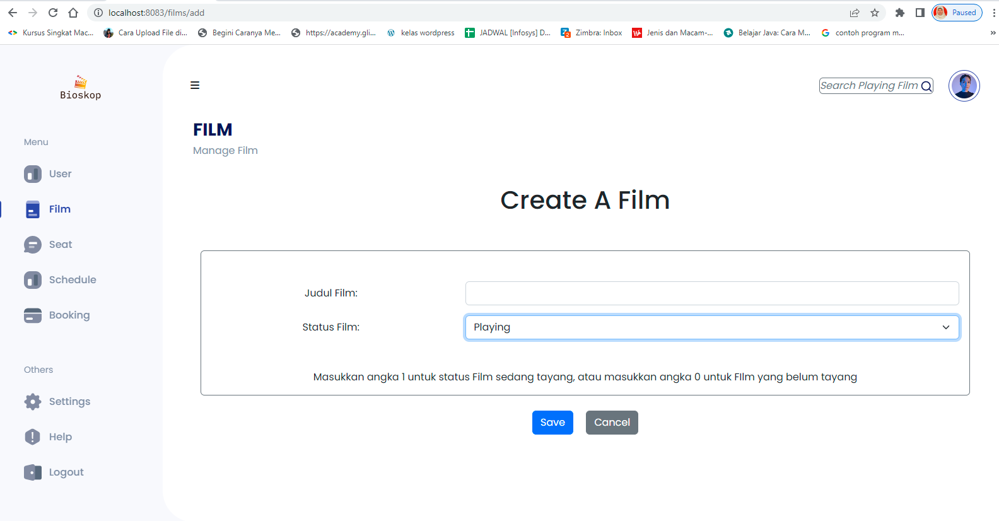 localhost:8083/films/add
Paused
Kursus Singkat Mac...
Cara Upload File di...
Begini Caranya Me...
https://academy.gli...
kelas wordpress
JADWAL [Infosys] D...
Zimbra: Inbox
Jenis dan Macam-...
Belajar Java: Cara M...
contoh program m...
»
Bioskop
Search Playing Film
FILM
Manage Film
Menu
User
Film
Seat
Schedule
Booking
Others
Settings
Help
Logout
Create A Film
Judul Film:
Status Film:
Playing
Masukkan angka 1 untuk status Film sedang tayang, atau masukkan angka 0 untuk FIlm yang belum tayang
Save
Cancel